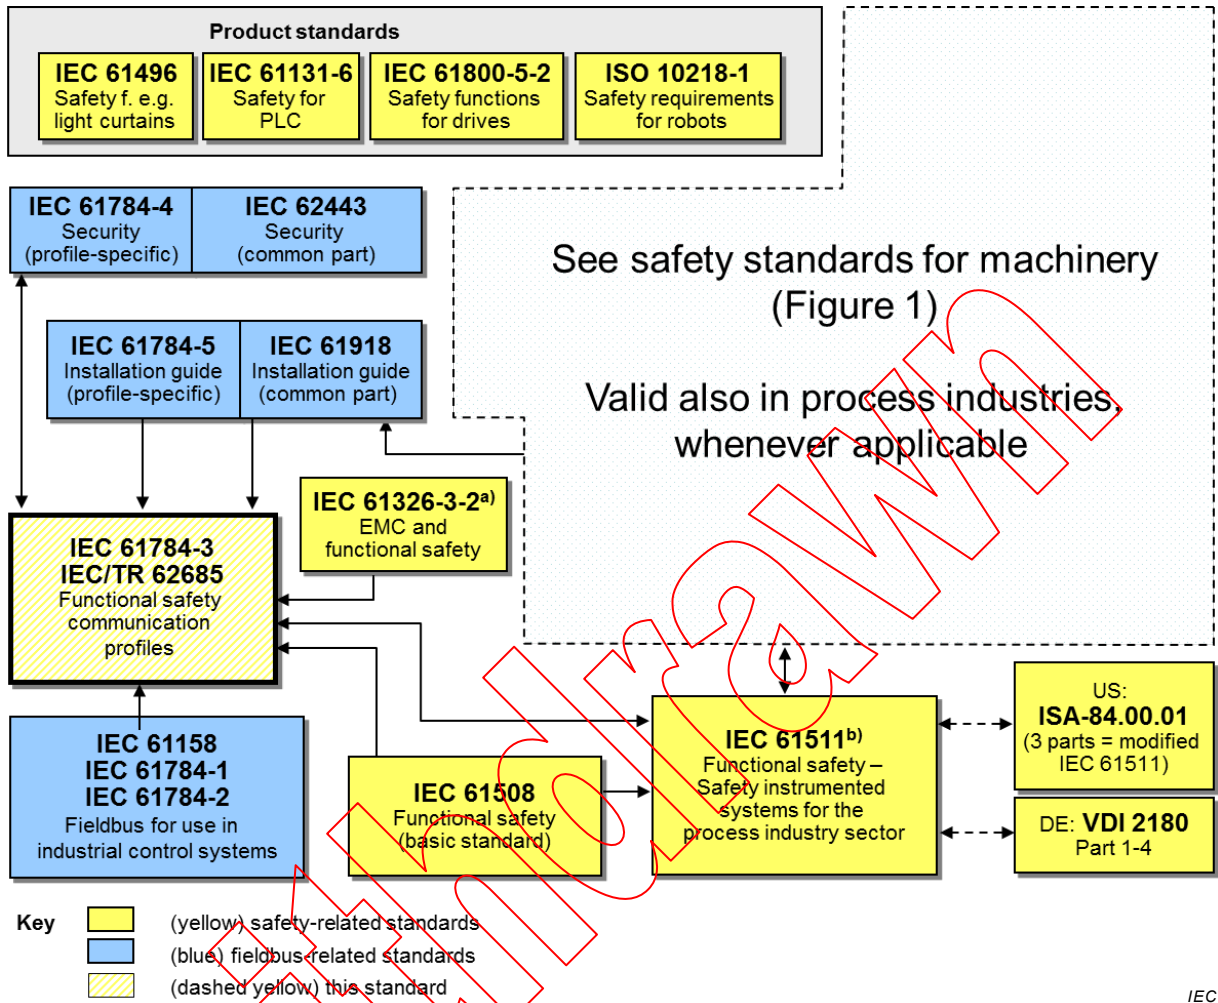 Product standards
IEC 61496
Safety f. e.g.
light curtains
IEC 61131-6
Safety for
PLC
IEC 61800-5-2
Safety functions
for drives
ISO 10218-1
Safety requirements
for robots
IEC 61784-4
Security
(profile-specific)
IEC 62443
Security
(common part)
See safety standards for machinery
(Figure 1)
Valid also in process industries,
whenever applicable
IEC 61784-5
Installation guide
(profile-specific)
IEC 61918
Installation guide
(common part)
IEC 61326-3-2a)
EMC and
functional safety
IEC 61784-3
IEC/TR 62685
Functional safety
communication
profiles
IEC 61158
IEC 61784-1
IEC 61784-2
Fieldbus for use in
industrial control systems
IEC 61508
Functional safety
(basic standard)
IEC 61511b)
Functional safety –
Safety instrumented
systems for the
process industry sector
US:
ISA-84.00.01
(3 parts = modified
IEC 61511)
DE: VDI 2180
Part 1-4
Key
(yellow) safety-related standards
(blue) fieldbus-related standards
(dashed yellow) this standard
IEC